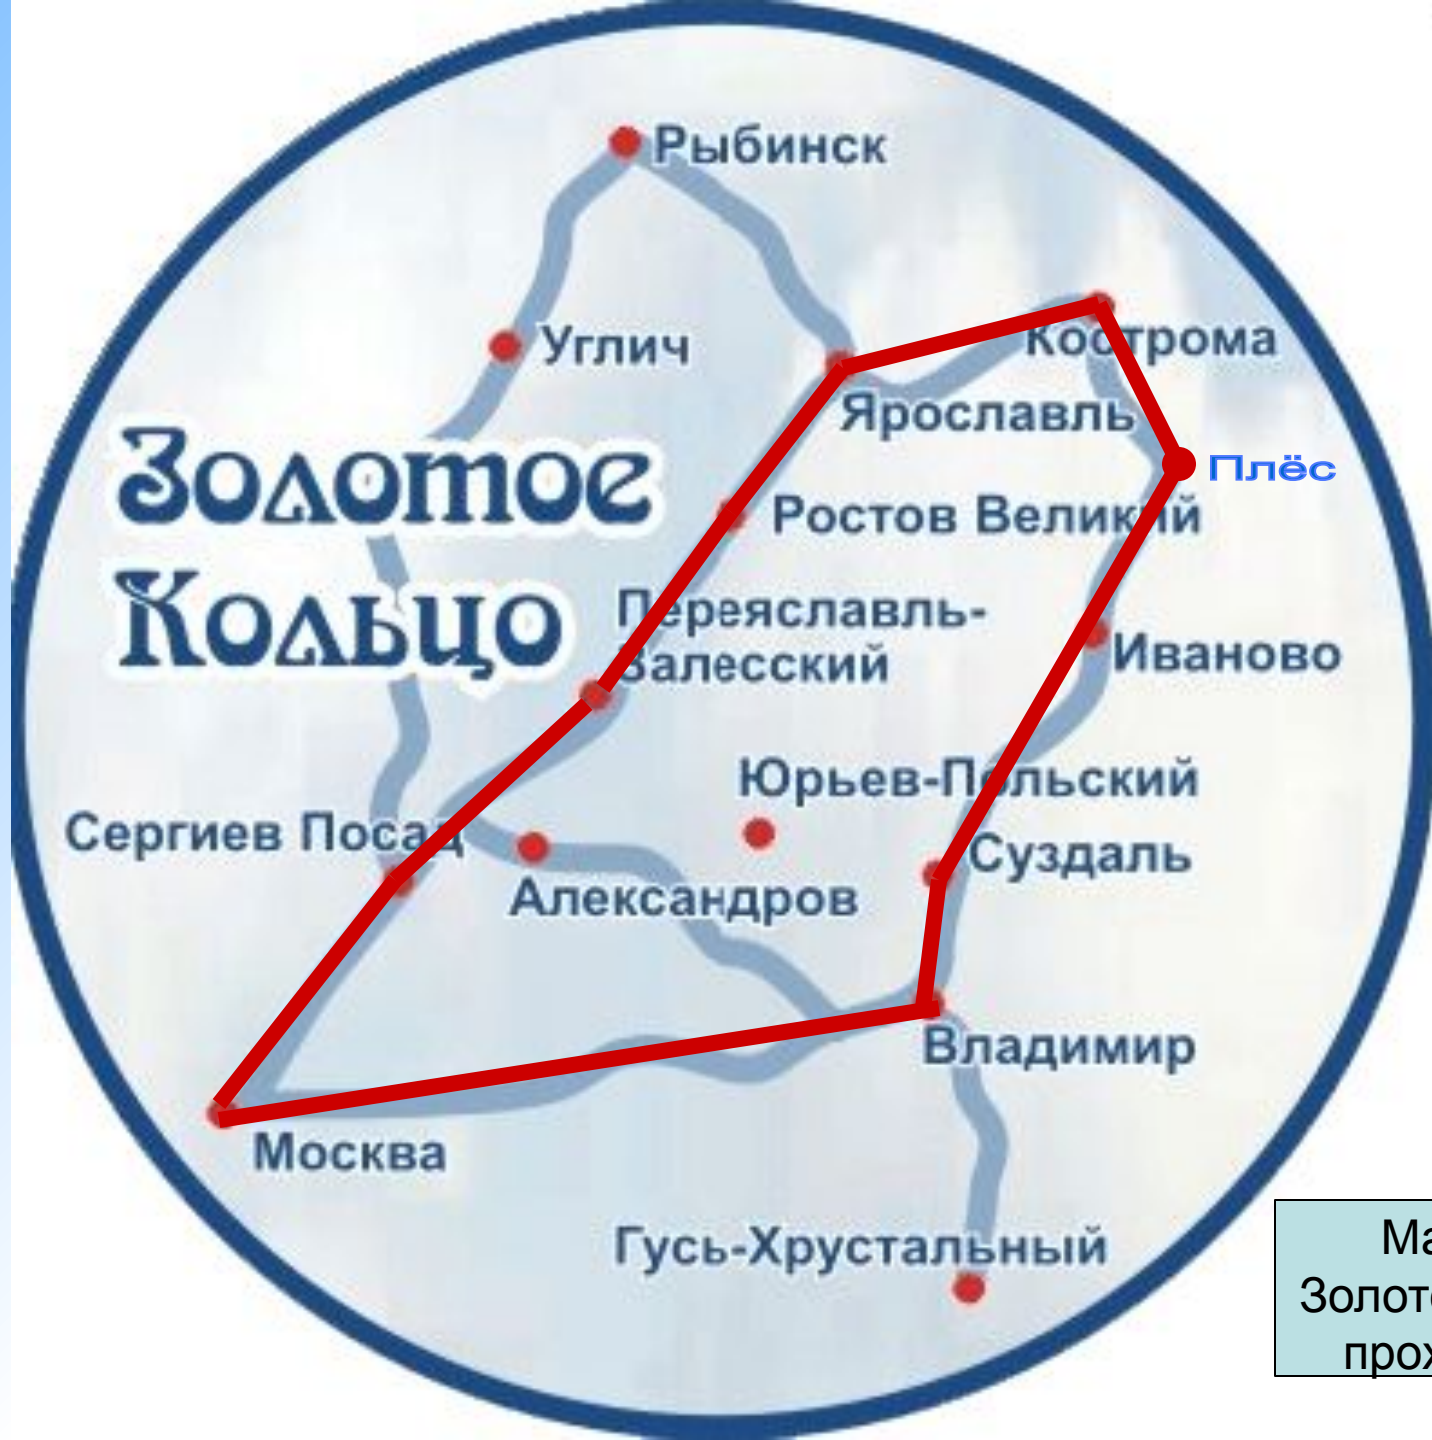 Рыбинск
Углич
Кострома
Ярославль
Плёс
Золотое
Кольцо
Ростов Великий
Переяславль-
Залесский
Иваново
Юрьев-Польский
Сергиев Посад
Суздаль
Александров
Владимир
Москва
Гусь-Хрустальный